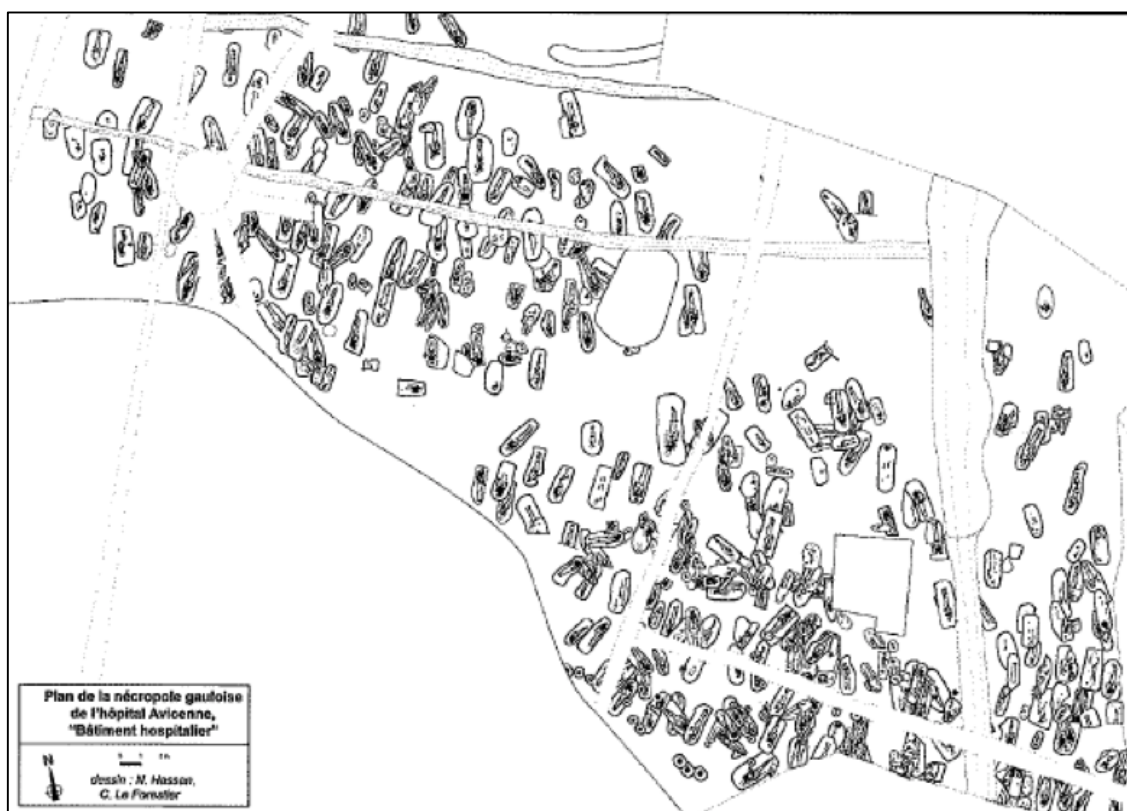 Plan de la nécropole gauloise
de l'hôpital Avicenne,
"Bâtiment hospitalier"
N
dessin : M. Hassan,
C. Le Forestier